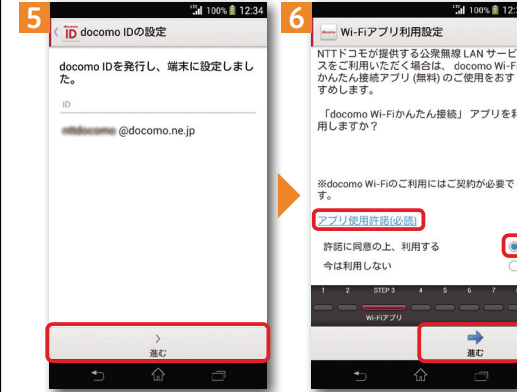 5
100% 12:34
iD docomo IDの設定
docomo IDを発行し、端末に設定しまし
た。
ID
@docomo.ne.jp
進む
6
100% 12:3
Wi-Fiアプリ利用設定
NTTドコモが提供する公衆無線 LAN サービ
スをご利用いただく場合は、 docomo Wi-F
かんたん接続アプリ (無料) のご使用をおす
すめします。
「docomo Wi-Fiかんたん接続」 アプリを利
用しますか？
※docomo Wi-Fiのご利用にはご契約が必要で
す。
アプリ使用許諾(必読)
許諾に同意の上、利用する
今は利用しない
1 2 STEP 3 4 5 6 7
Wi-Fiアプリ
進む